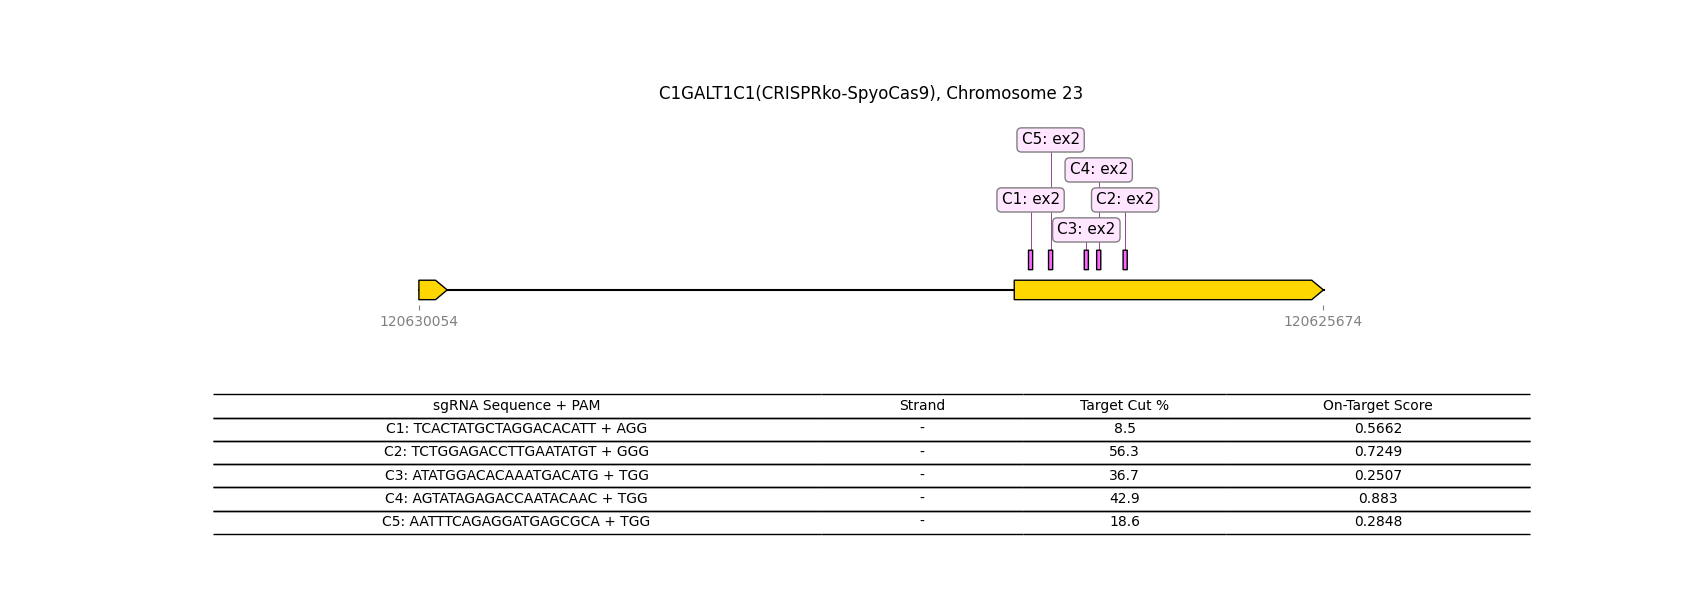 C1GALT1C1(CRISPRko-SpyoCas9), Chromosome 23
C5: ex2
C4: ex2
C1: ex2 C2: ex2
C3: ex2
120630054 120625674
sgRNA Sequence + PAM Strand Target Cut % On-Target Score
C1: TCACTATGCTAGGACACATT + AGG - 8.5 0.5662
C2: TCTGGAGACCTTGAATATGT + GGG - 56.3 0.7249
C3: ATATGGACACAAATGACATG + TGG - 36.7 0.2507
C4: AGTATAGAGACCAATACAAC + TGG - 42.9 0.883
C5: AATTTCAGAGGATGAGCGCA + TGG - 18.6 0.2848